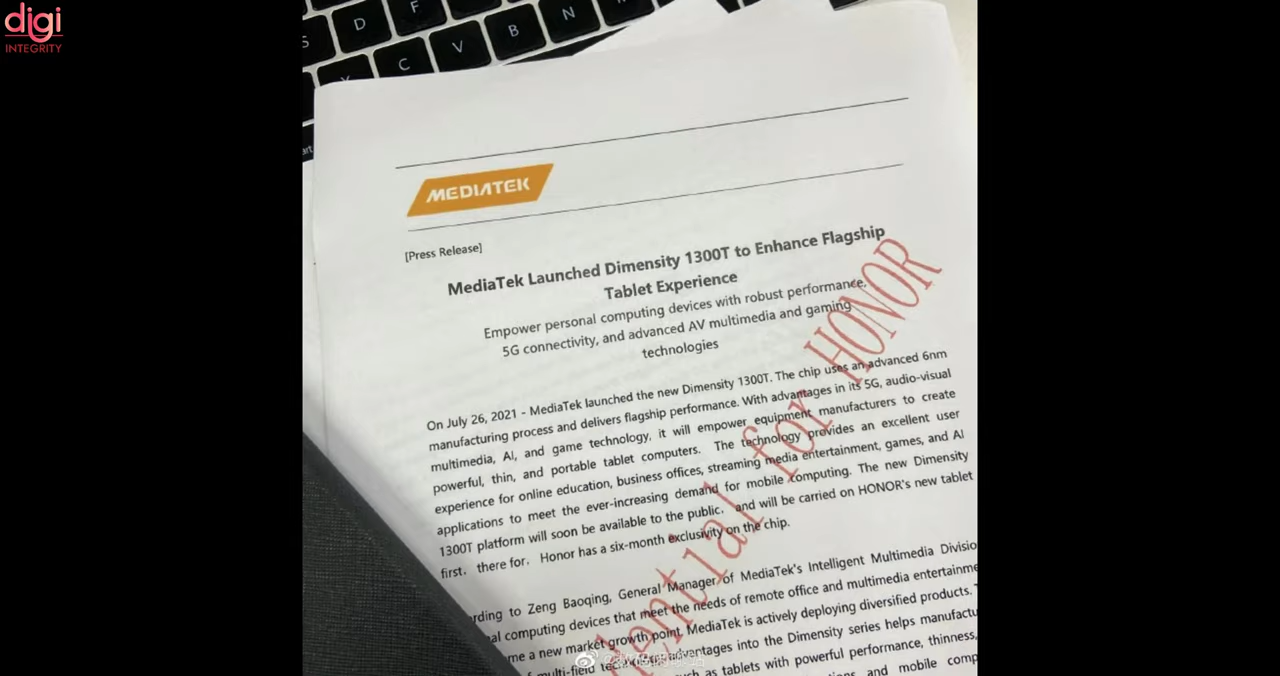 digi
INTEGRITY
S D F
X C V B N
MEDIATEK
[Press Release]
MediaTek Launched Dimensity 1300T to Enhance Flagship
Tablet Experience
Empower personal computing devices with robust performance,
5G connectivity, and advanced AV multimedia and gaming
technologies
On July 26, 2021 - MediaTek launched the new Dimensity 1300T. The chip uses an advanced 6nm
manufacturing process and delivers flagship performance. With advantages in its 5G, audio-visual
multimedia, AI, and game technology, it will empower equipment manufacturers to create
powerful, thin, and portable tablet computers. The technology provides an excellent user
experience for online education, business offices, streaming media entertainment, games, and AI
applications to meet the ever-increasing demand for mobile computing. The new Dimensity
1300T platform will soon be available to the public, and will be carried on HONOR's new tablet
first, there for, Honor has a six-month exclusivity on the chip.
rding to Zeng Baoqing, General Manager of MediaTek's Intelligent Multimedia Divisio
al computing devices that meet the needs of remote office and multimedia entertainme
me a new market growth point, MediaTek is actively deploying diversified products.
multi-field advantages into the Dimensity series helps manufactu
such as tablets with powerful performance, thinness,
and mobile comp
dential for HONOR